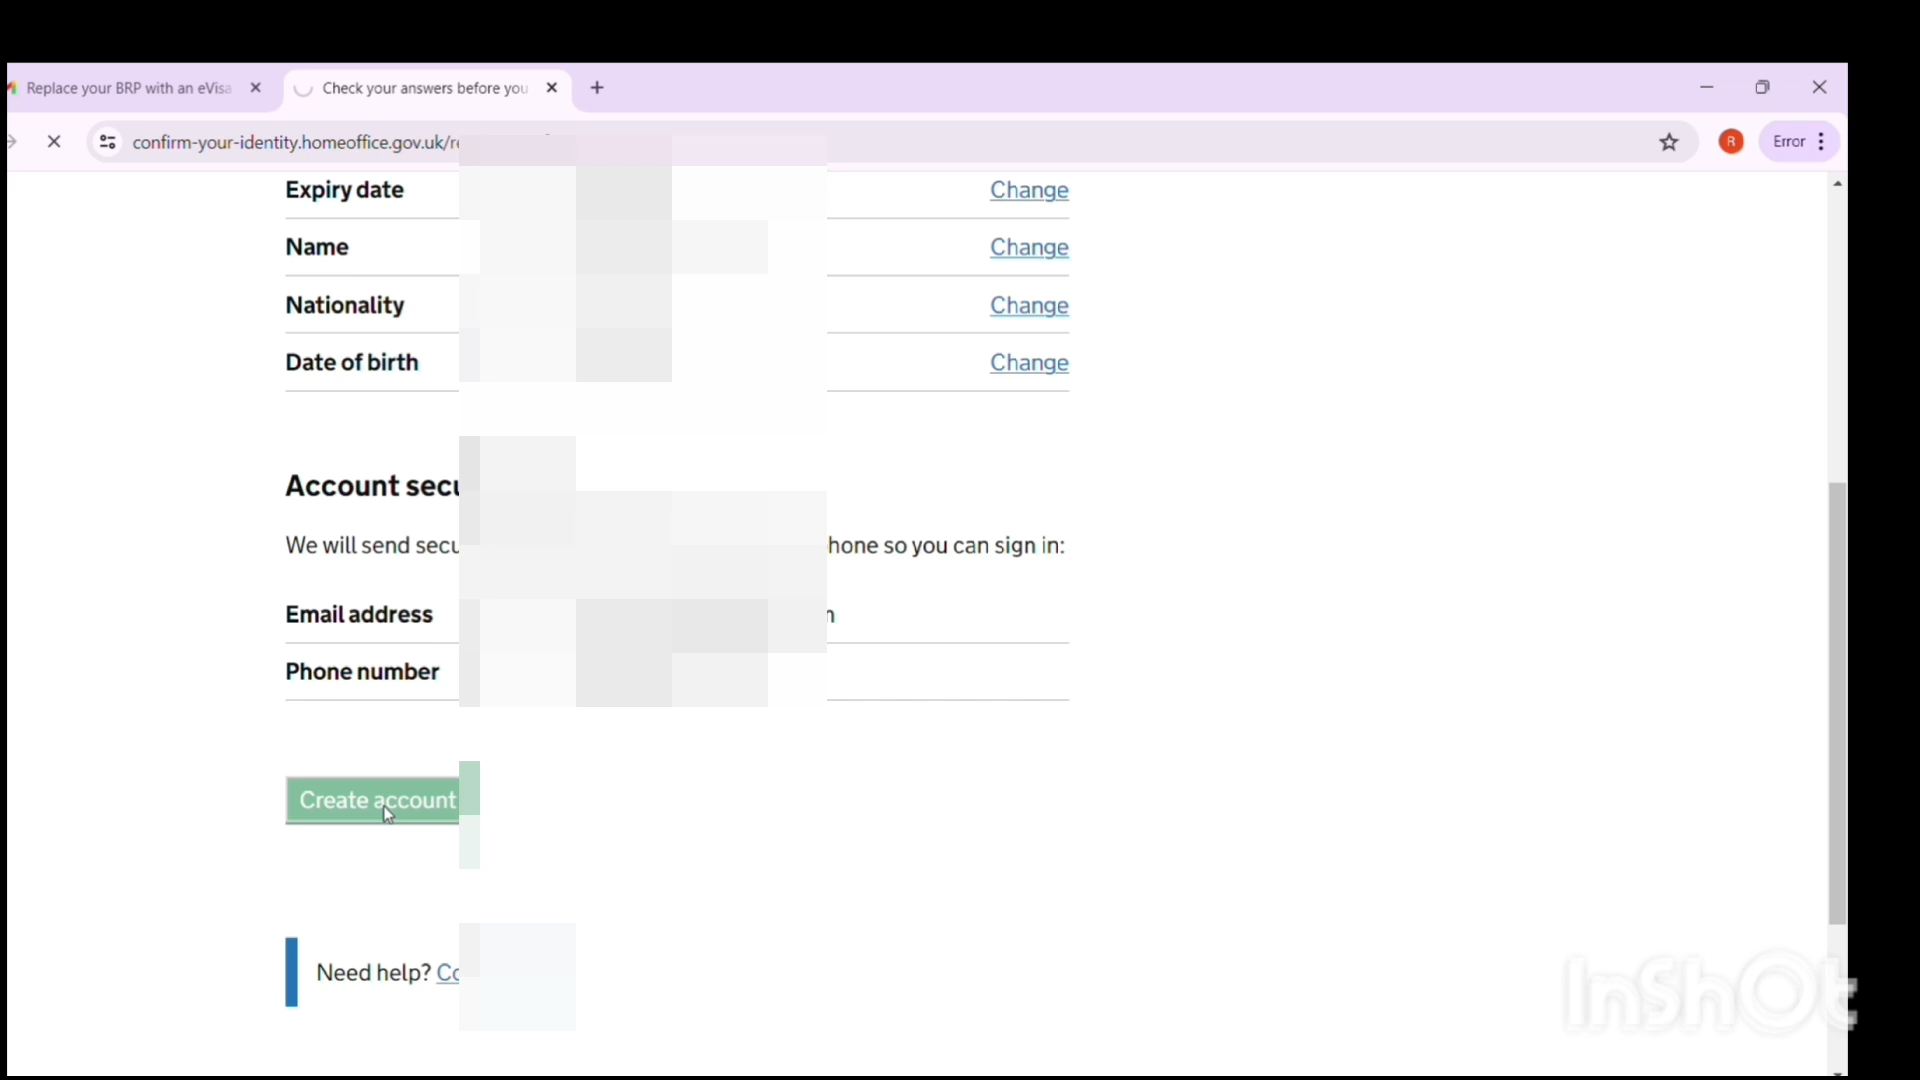 Replace your BRP with an eVisa
Check your answers before you
confirm-your-identity.homeoffice.gov.uk/re
R
Error
Expiry date Change
Name Change
Nationality Change
Date of birth Change
Account secu
We will send secu hone so you can sign in:
Email address
Phone number
Create account
Need help? Co
InShOt